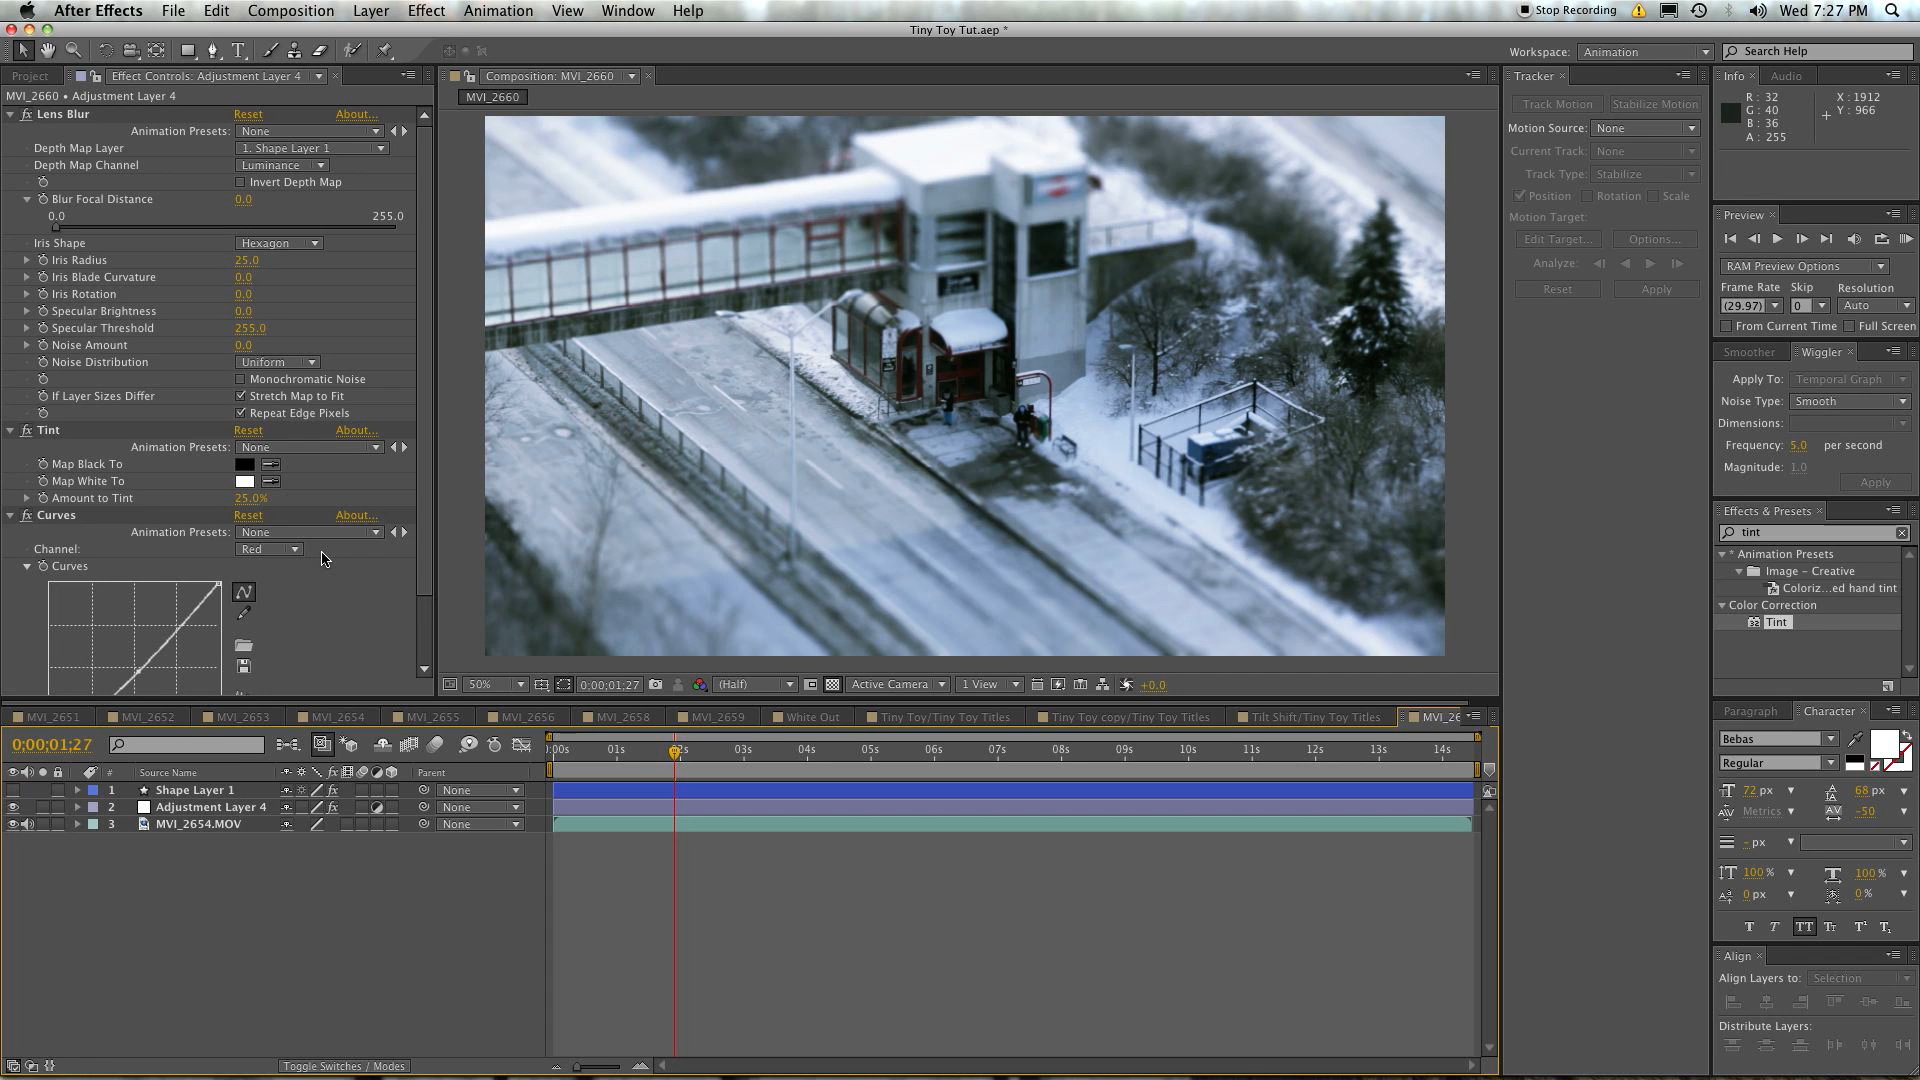 After Effects File Edit Composition Layer Effect Animation View Window Help
Stop Recording Wed 7:27 PM
Tiny Toy Tut.aep *
Workspace: Animation Search Help
Project Effect Controls: Adjustment Layer 4
MVI_2660 • Adjustment Layer 4
Lens Blur Reset About...
Animation Presets: None
Depth Map Layer 1. Shape Layer 1
Depth Map Channel Luminance
Invert Depth Map
Blur Focal Distance 0.0
0.0 255.0
Iris Shape Hexagon
Iris Radius 25.0
Iris Blade Curvature 0.0
Iris Rotation 0.0
Specular Brightness 0.0
Specular Threshold 255.0
Noise Amount 0.0
Noise Distribution Uniform
Monochromatic Noise
If Layer Sizes Differ Stretch Map to Fit
Repeat Edge Pixels
Tint Reset About...
Animation Presets: None
Map Black To
Map White To
Amount to Tint 25.0%
Curves Reset About...
Animation Presets: None
Channel: Red
Curves
Composition: MVI_2660
MVI_2660
50% 0;00;01;27 (Half) Active Camera 1 View +0.0
Tracker
Track Motion Stabilize Motion
Motion Source: None
Current Track: None
Track Type: Stabilize
Position Rotation Scale
Motion Target:
Edit Target... Options...
Analyze:
Reset Apply
Info Audio
R : 32 X : 1912
G : 40 Y : 966
B : 36
A : 255
Preview
RAM Preview Options
Frame Rate Skip Resolution
(29.97) 0 Auto
From Current Time Full Screen
Smoother Wiggler
Apply To: Temporal Graph
Noise Type: Smooth
Dimensions:
Frequency: 5.0 per second
Magnitude: 1.0
Apply
Effects & Presets
tint
* Animation Presets
Image – Creative
Coloriz...ed hand tint
Color Correction
32 Tint
Paragraph Character
Bebas
Regular
72 px 68 px
Metrics -50
- px
100 % 100 %
0 px 0 %
T T TT Tt T¹ T₁
Align
Align Layers to: Selection
Distribute Layers:
MVI_2651 MVI_2652 MVI_2653 MVI_2654 MVI_2655 MVI_2656 MVI_2658 MVI_2659 White Out Tiny Toy/Tiny Toy Titles Tiny Toy copy/Tiny Toy Titles Tilt Shift/Tiny Toy Titles MVI_26
0;00;01;27
):00s 01s 02s 03s 04s 05s 06s 07s 08s 09s 10s 11s 12s 13s 14s
# Source Name fx Parent
1 Shape Layer 1 fx None
2 Adjustment Layer 4 fx None
3 MVI_2654.MOV None
Toggle Switches / Modes